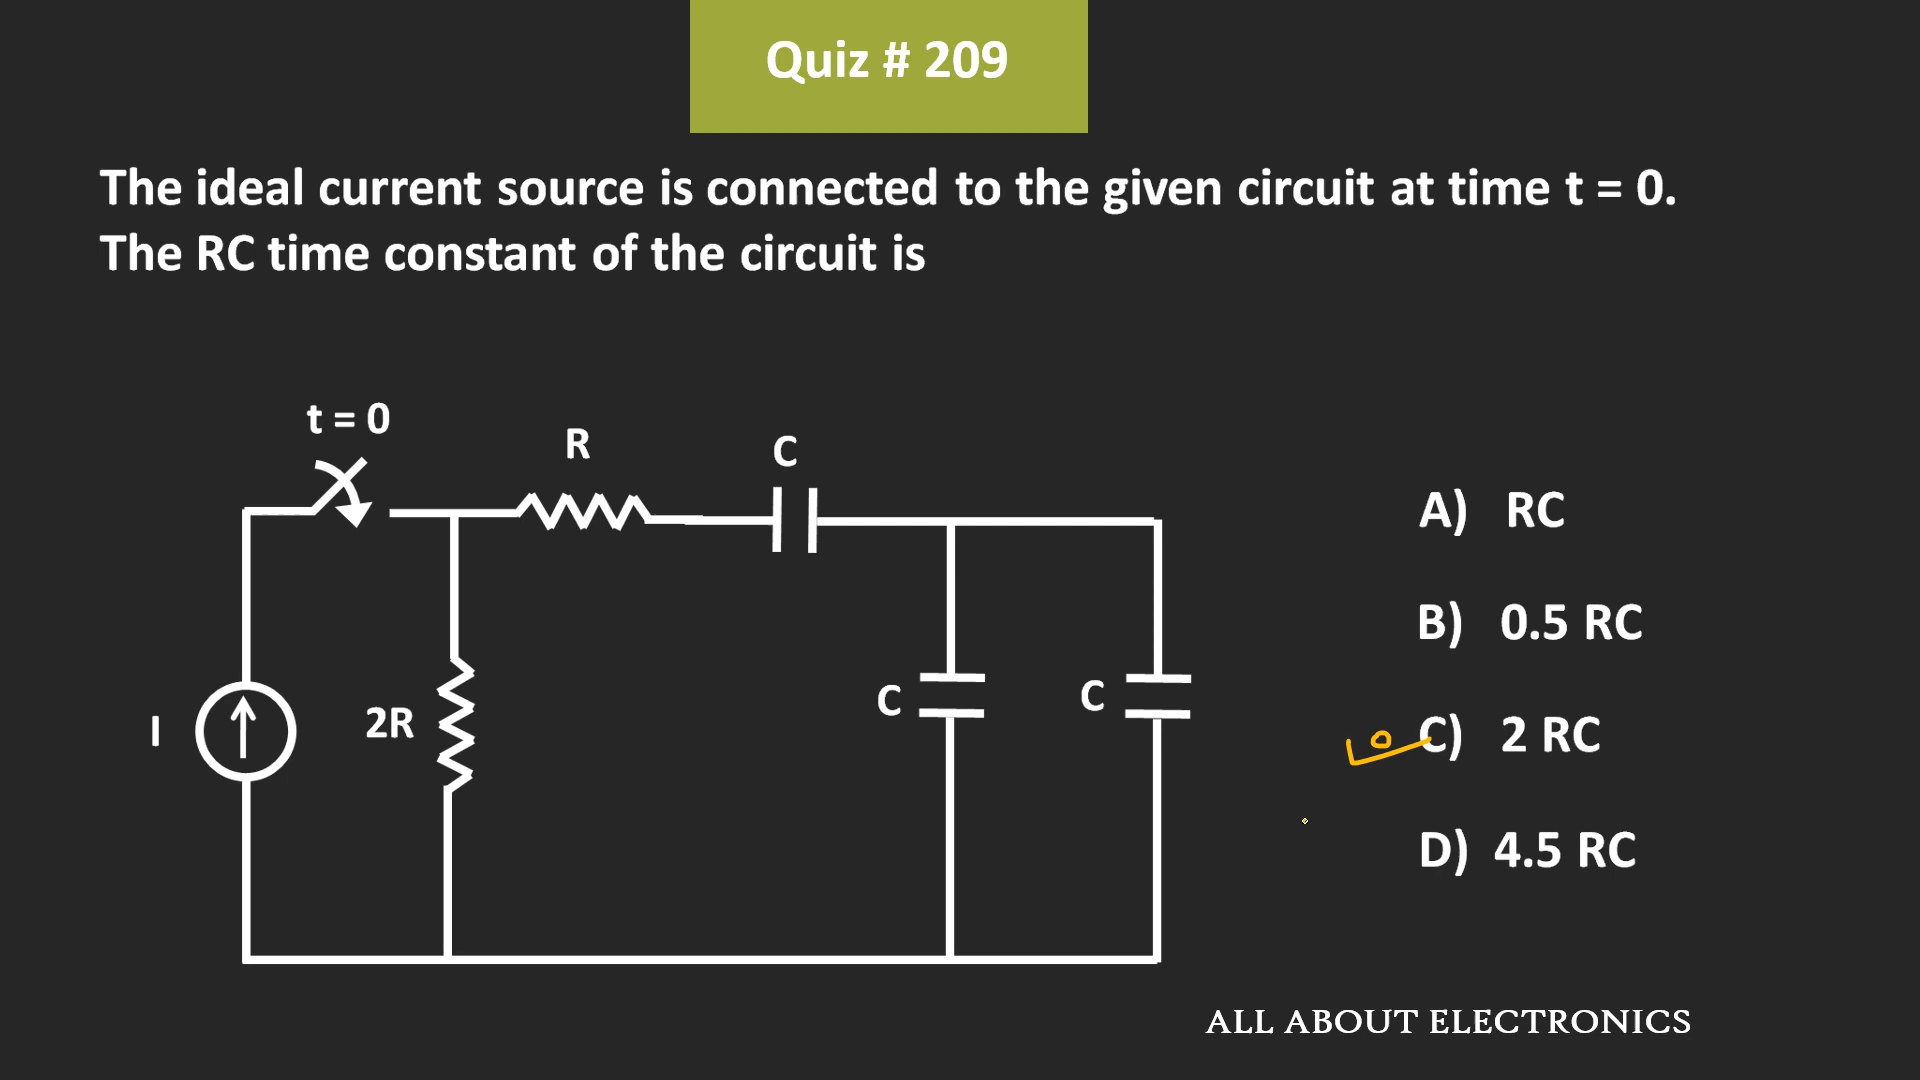 Quiz # 209
The ideal current source is connected to the given circuit at time t = 0.
The RC time constant of the circuit is
t = 0
R
C
A) RC
B) 0.5 RC
I
2R
C
C
C) 2 RC
D) 4.5 RC
ALL ABOUT ELECTRONICS